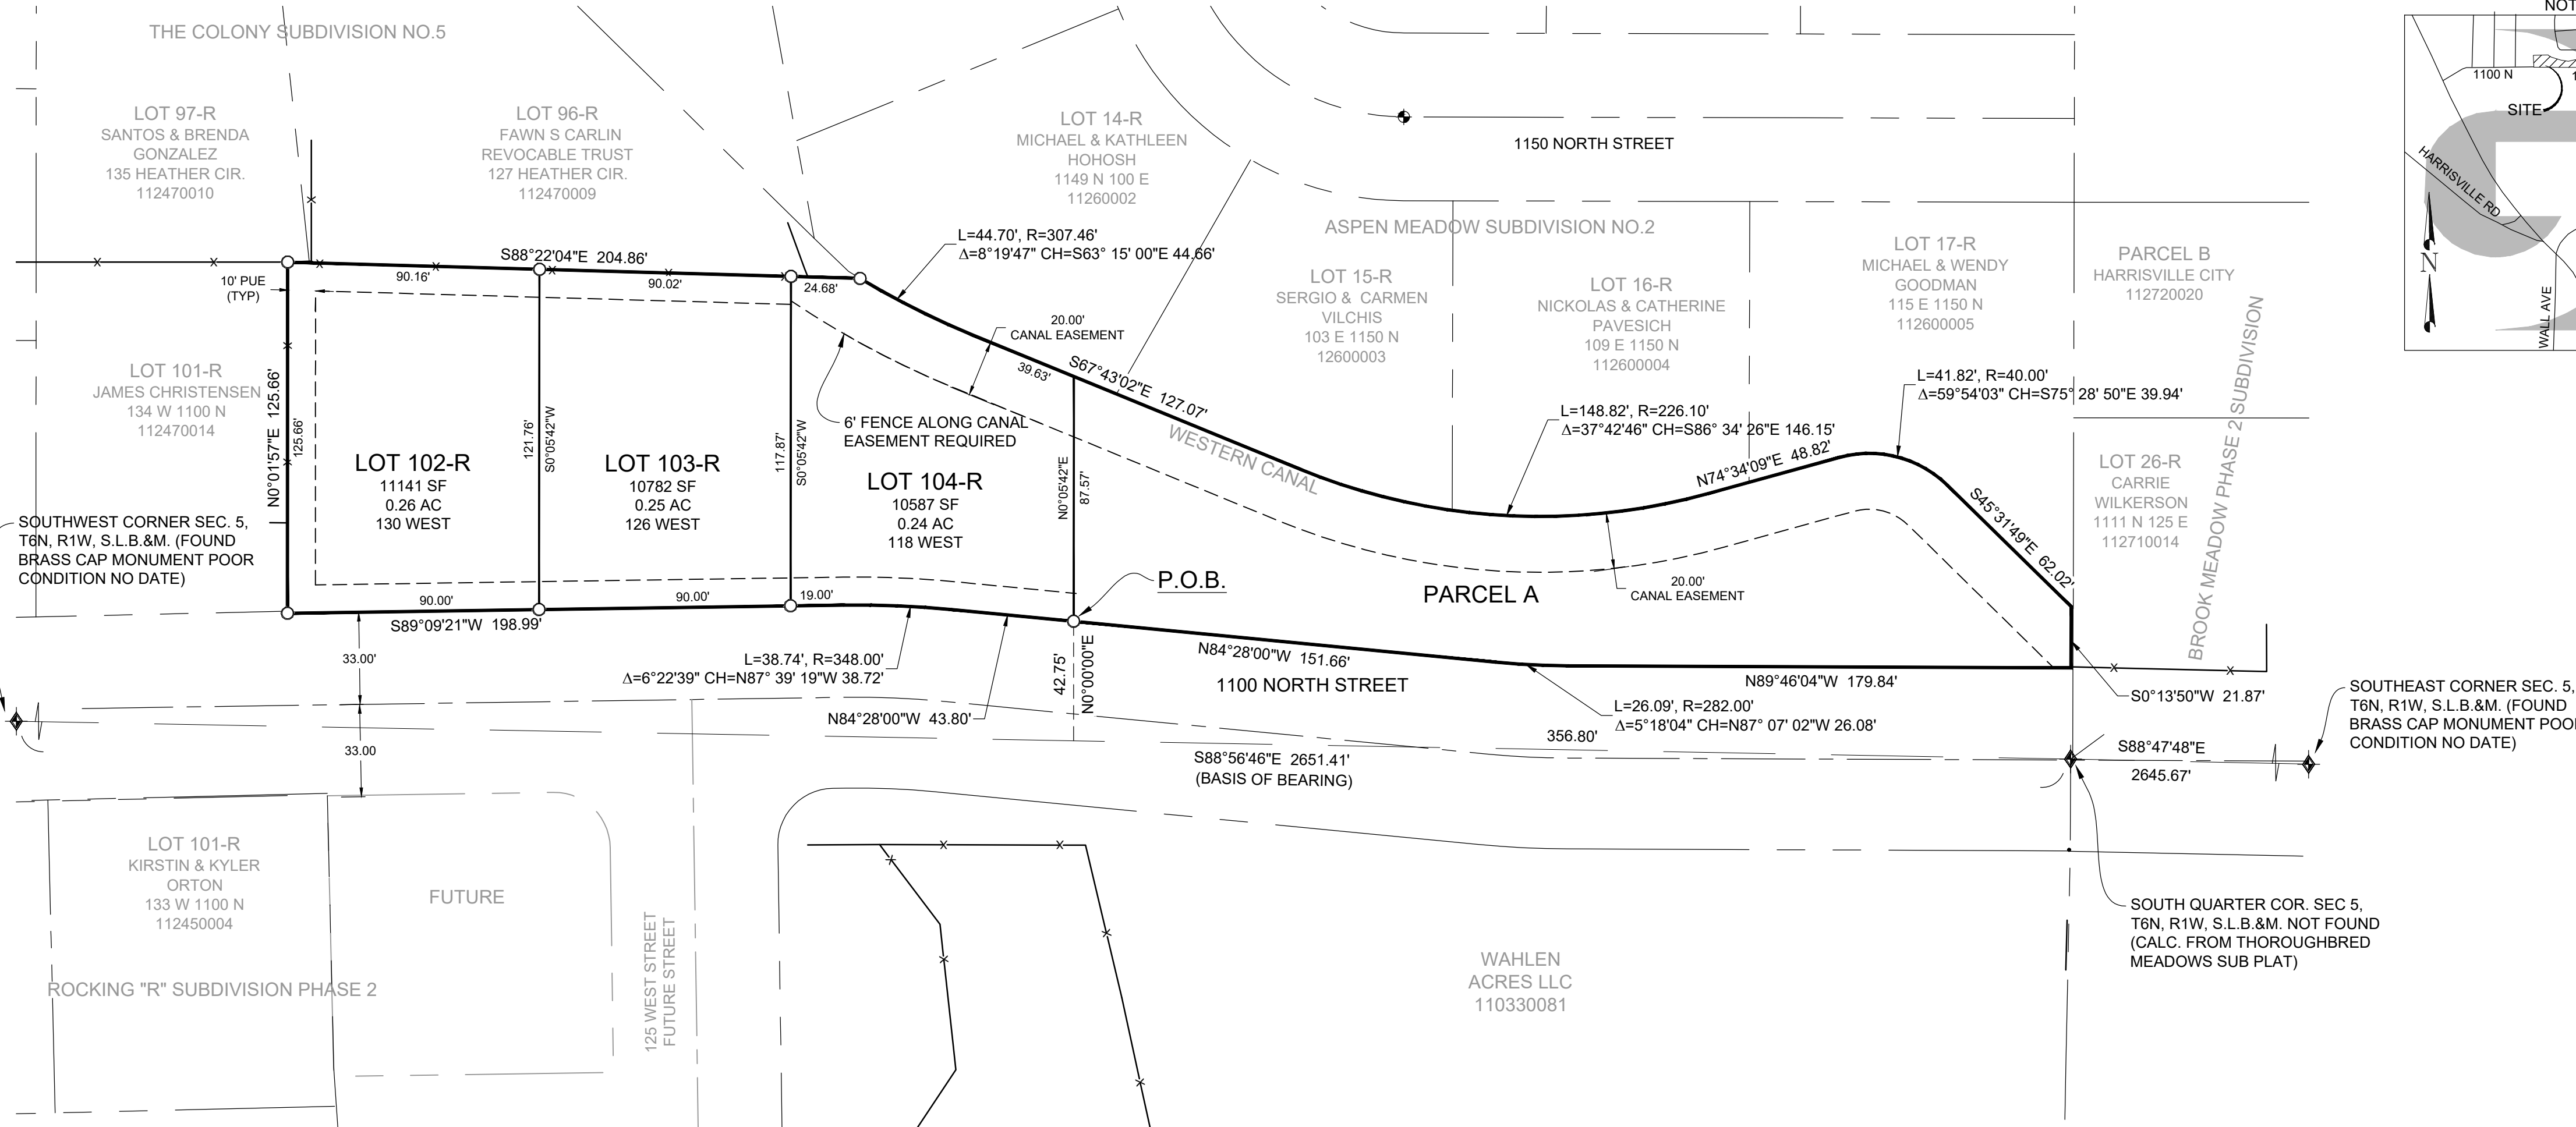 THE COLONY SUBDIVISION NO.5
LOT 97-R
SANTOS & BRENDA
GONZALEZ
135 HEATHER CIR.
112470010
LOT 96-R
FAWN S CARLIN
REVOCABLE TRUST
127 HEATHER CIR.
112470009
LOT 14-R
MICHAEL & KATHLEEN
HOHOSH
1149 N 100 E
11260002
1150 NORTH STREET
ASPEN MEADOW SUBDIVISION NO.2
LOT 15-R
SERGIO & CARMEN
VILCHIS
103 E 1150 N
12600003
LOT 16-R
NICKOLAS & CATHERINE
PAVESICH
109 E 1150 N
112600004
LOT 17-R
MICHAEL & WENDY
GOODMAN
115 E 1150 N
112600005
PARCEL B
HARRISVILLE CITY
112720020
BROOK MEADOW PHASE 2 SUBDIVISION
1100 N
SITE
HARRISVILLE RD
N
WALL AVE
S88°22'04"E 204.86'
90.16'
90.02'
24.68'
10' PUE
(TYP)
L=44.70', R=307.46'
Δ=8°19'47" CH=S63° 15' 00"E 44.66'
20.00'
CANAL EASEMENT
39.63'
S67°43'02"E 127.07'
WESTERN CANAL
6' FENCE ALONG CANAL
EASEMENT REQUIRED
L=148.82', R=226.10'
Δ=37°42'46" CH=S86° 34' 26"E 146.15'
N74°34'09"E 48.82'
L=41.82', R=40.00'
Δ=59°54'03" CH=S75° 28' 50"E 39.94'
S45°31'49"E 62.02'
LOT 26-R
CARRIE
WILKERSON
1111 N 125 E
112710014
LOT 101-R
JAMES CHRISTENSEN
134 W 1100 N
112470014
N0°01'57"E 125.66'
125.66'
LOT 102-R
11141 SF
0.26 AC
130 WEST
121.76'
S0°05'42"W
LOT 103-R
10782 SF
0.25 AC
126 WEST
117.87'
S0°05'42"W
LOT 104-R
10587 SF
0.24 AC
118 WEST
N0°05'42"E
87.57'
P.O.B.
PARCEL A
20.00'
CANAL EASEMENT
SOUTHWEST CORNER SEC. 5,
T6N, R1W, S.L.B.&M. (FOUND
BRASS CAP MONUMENT POOR
CONDITION NO DATE)
90.00'
90.00'
19.00'
S89°09'21"W 198.99'
33.00'
33.00
L=38.74', R=348.00'
Δ=6°22'39" CH=N87° 39' 19"W 38.72'
N84°28'00"W 43.80'
42.75'
N0°00'00"E
N84°28'00"W 151.66'
1100 NORTH STREET
N89°46'04"W 179.84'
L=26.09', R=282.00'
Δ=5°18'04" CH=N87° 07' 02"W 26.08'
356.80'
S88°56'46"E 2651.41'
(BASIS OF BEARING)
S0°13'50"W 21.87'
S88°47'48"E
2645.67'
SOUTHEAST CORNER SEC. 5,
T6N, R1W, S.L.B.&M. (FOUND
BRASS CAP MONUMENT POO
CONDITION NO DATE)
SOUTH QUARTER COR. SEC 5,
T6N, R1W, S.L.B.&M. NOT FOUND
(CALC. FROM THOROUGHBRED
MEADOWS SUB PLAT)
LOT 101-R
KIRSTIN & KYLER
ORTON
133 W 1100 N
112450004
FUTURE
ROCKING "R" SUBDIVISION PHASE 2
125 WEST STREET
FUTURE STREET
WAHLEN
ACRES LLC
110330081